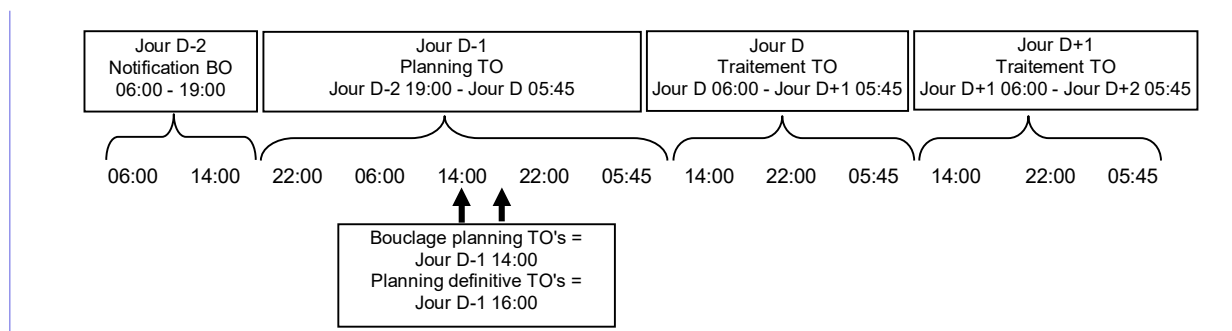 Jour D-2
Notification BO
06:00 - 19:00
Jour D-1
Planning TO
Jour D-2 19:00 - Jour D 05:45
Jour D
Traitement TO
Jour D 06:00 - Jour D+1 05:45
Jour D+1
Traitement TO
Jour D+1 06:00 - Jour D+2 05:45
06:00 14:00 22:00 06:00 14:00 22:00 05:45 14:00 22:00 05:45 14:00 22:00 05:45
Bouclage planning TO's =
Jour D-1 14:00
Planning definitive TO's =
Jour D-1 16:00